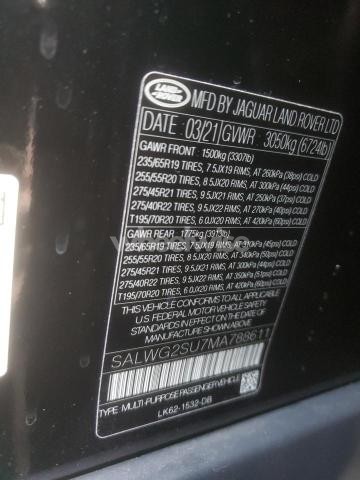 LAND ROVER
MFD BY JAGUAR LAND ROVER LTD
DATE : 03/21 GVWR : 3050kg (6724lb)
GAWR FRONT 1500kg (3307lb)
235/65R19 TIRES, 7.5JX19 RIMS, AT 260kPa (38psi) COLD
255/55R20 TIRES, 8.5JX20 RIMS, AT 300kPa (44psi) COLD
275/45R21 TIRES, 9.5JX21 RIMS, AT 250kPa (37psi) COLD
275/40R22 TIRES, 9.5JX22 RIMS, AT 270kPa (40psi) COLD
T195/70R20 TIRES, 6.0JX20 RIMS, AT 420kPa (60psi) COLD
GAWR REAR 1775kg (3913lb)
235/65R19 TIRES, 7.5JX19 RIMS, AT 310kPa (45psi) COLD
255/55R20 TIRES, 8.5JX20 RIMS, AT 340kPa (50psi) COLD
275/45R21 TIRES, 9.5JX21 RIMS, AT 300kPa (44psi) COLD
275/40R22 TIRES, 9.5JX22 RIMS, AT 350kPa (51psi) COLD
T195/70R20 TIRES, 6.0JX20 RIMS, AT 420kPa (60psi) COLD
THIS VEHICLE CONFORMS TO ALL APPLICABLE
U.S. FEDERAL MOTOR VEHICLE SAFETY
THEFT PREVENTION STANDARDS IN EFFECT ON THE
DATE OF MANUFACTURE SHOWN ABOVE
SALWG2SU7MA788611
TYPE : MULTI-PURPOSE PASSENGER VEHICLE
LK62-1532-DB